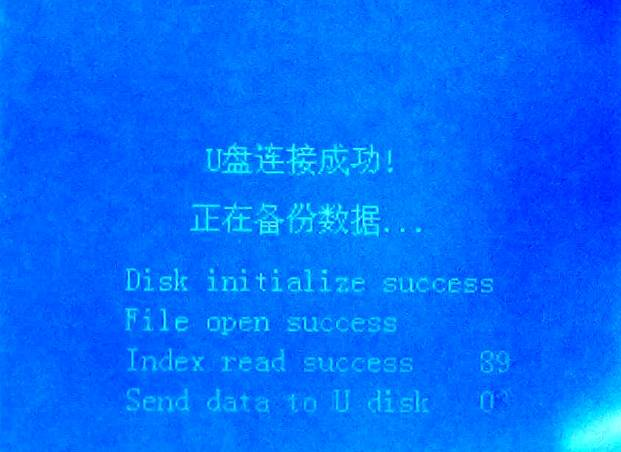 U盘连接成功!
正在备份数据...
Disk initialize success
File open success
Index read success 89
Send data to U disk